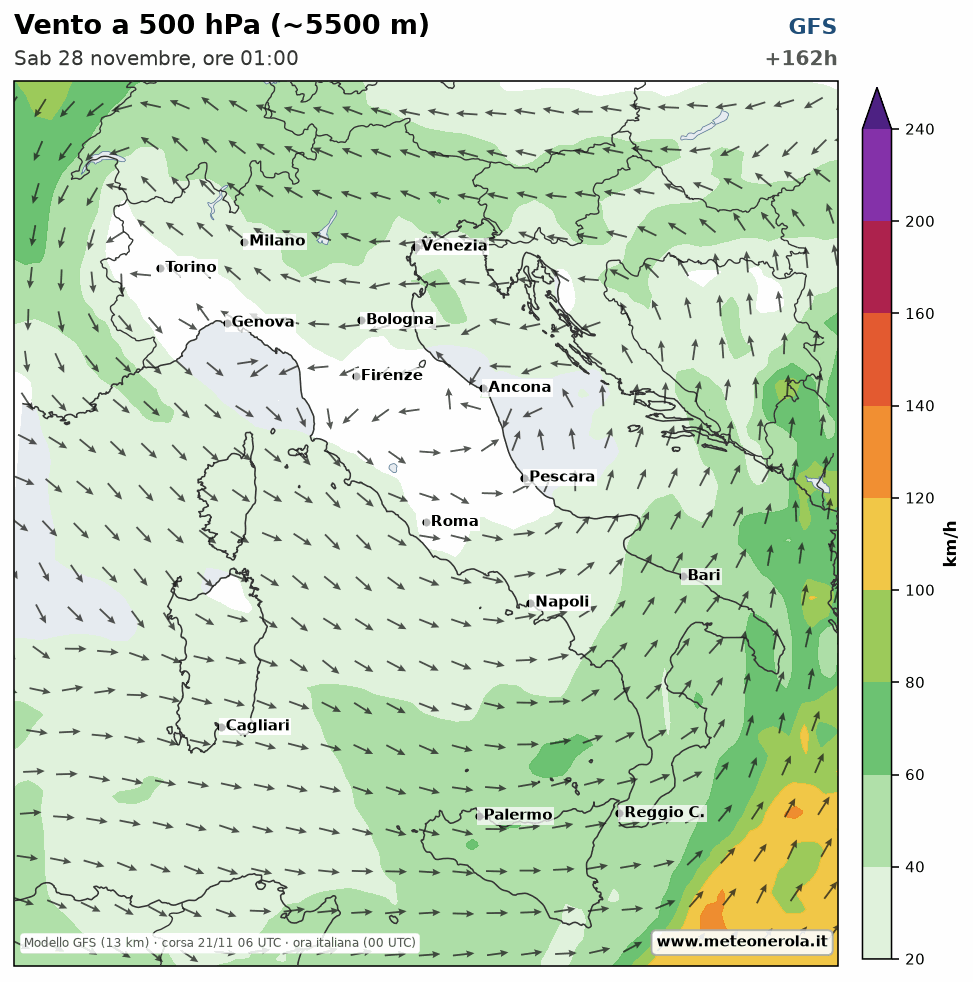 Vento a 500 hPa (~5500 m)
GFS
Sab 28 novembre, ore 01:00
+162h
Milano
Venezia
Torino
Genova
Bologna
Firenze
Ancona
Pescara
Roma
Bari
Napoli
Cagliari
Palermo
Reggio C.
240
200
160
140
120
100
80
60
40
20
km/h
Modello GFS (13 km) · corsa 21/11 06 UTC · ora italiana (00 UTC)
www.meteonerola.it